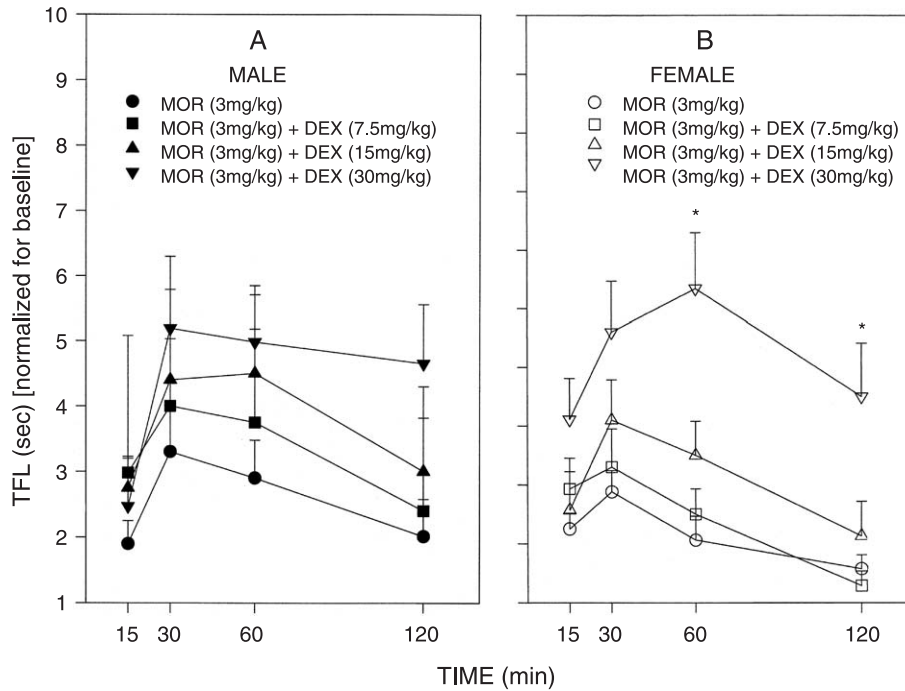 A
MALE
MOR (3mg/kg)
MOR (3mg/kg) + DEX (7.5mg/kg)
MOR (3mg/kg) + DEX (15mg/kg)
MOR (3mg/kg) + DEX (30mg/kg)
B
FEMALE
MOR (3mg/kg)
MOR (3mg/kg) + DEX (7.5mg/kg)
MOR (3mg/kg) + DEX (15mg/kg)
MOR (3mg/kg) + DEX (30mg/kg)
*
*
TFL (sec) [normalized for baseline]
10
9
8
7
6
5
4
3
2
1
15 30 60 120
15 30 60 120
TIME (min)